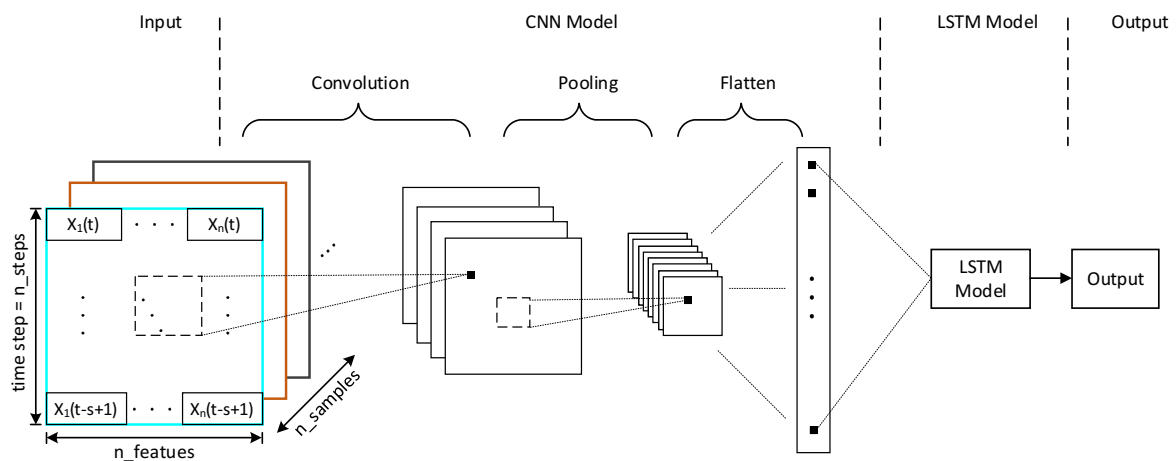 Input
CNN Model
LSTM Model
Output
Convolution
Pooling
Flatten
X1(t)
. . .
Xn(t)
time step = n_steps
LSTM
Model
Output
X1(t-s+1)
. . .
Xn(t-s+1)
n_samples
n_featues